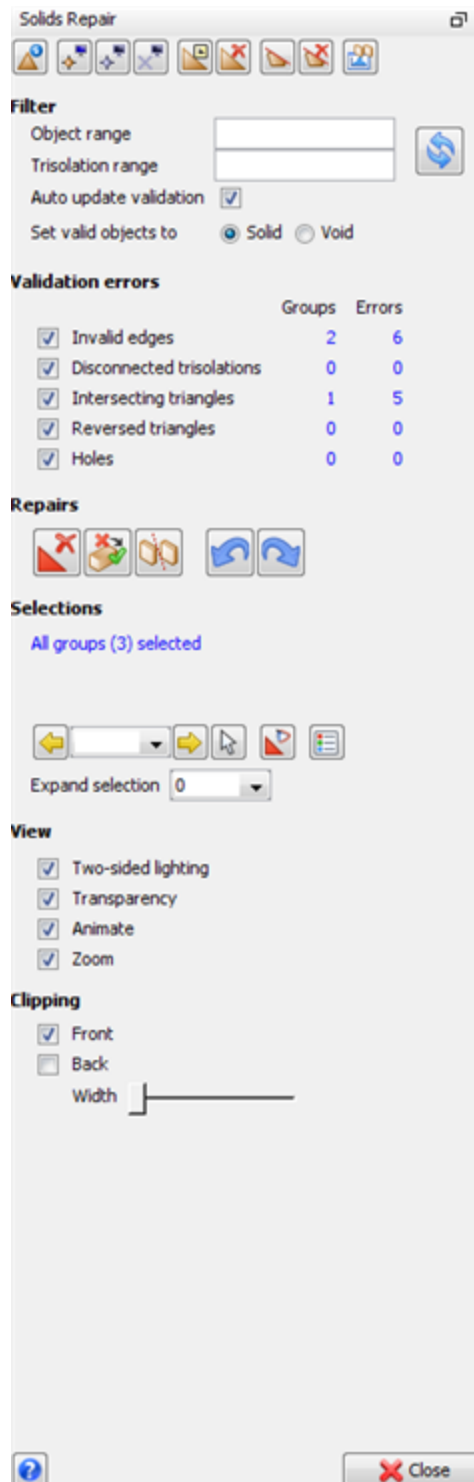 Solids Repair
Filter
Object range
Trisolation range
Auto update validation
Set valid objects to Solid Void
Validation errors
Groups Errors
Invalid edges 2 6
Disconnected trisolations 0 0
Intersecting triangles 1 5
Reversed triangles 0 0
Holes 0 0
Repairs
Selections
All groups (3) selected
Expand selection 0
View
Two-sided lighting
Transparency
Animate
Zoom
Clipping
Front
Back
Width
? Close